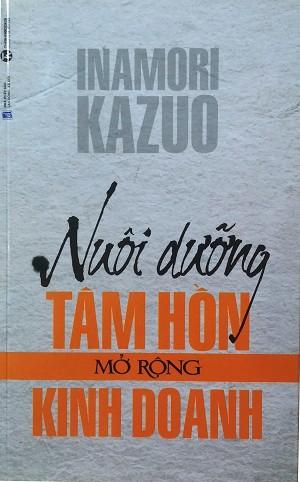 INAMORI
KAZUO
Nuôi dưỡng
TÂM HỒN
MỞ RỘNG
KINH DOANH